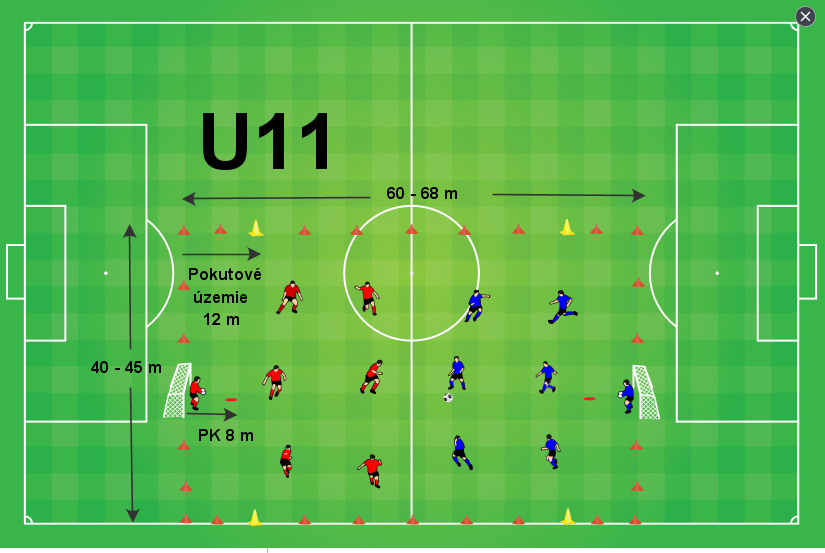 U11
60 - 68 m
Pokutové
územie
12 m
40 - 45 m
PK 8 m